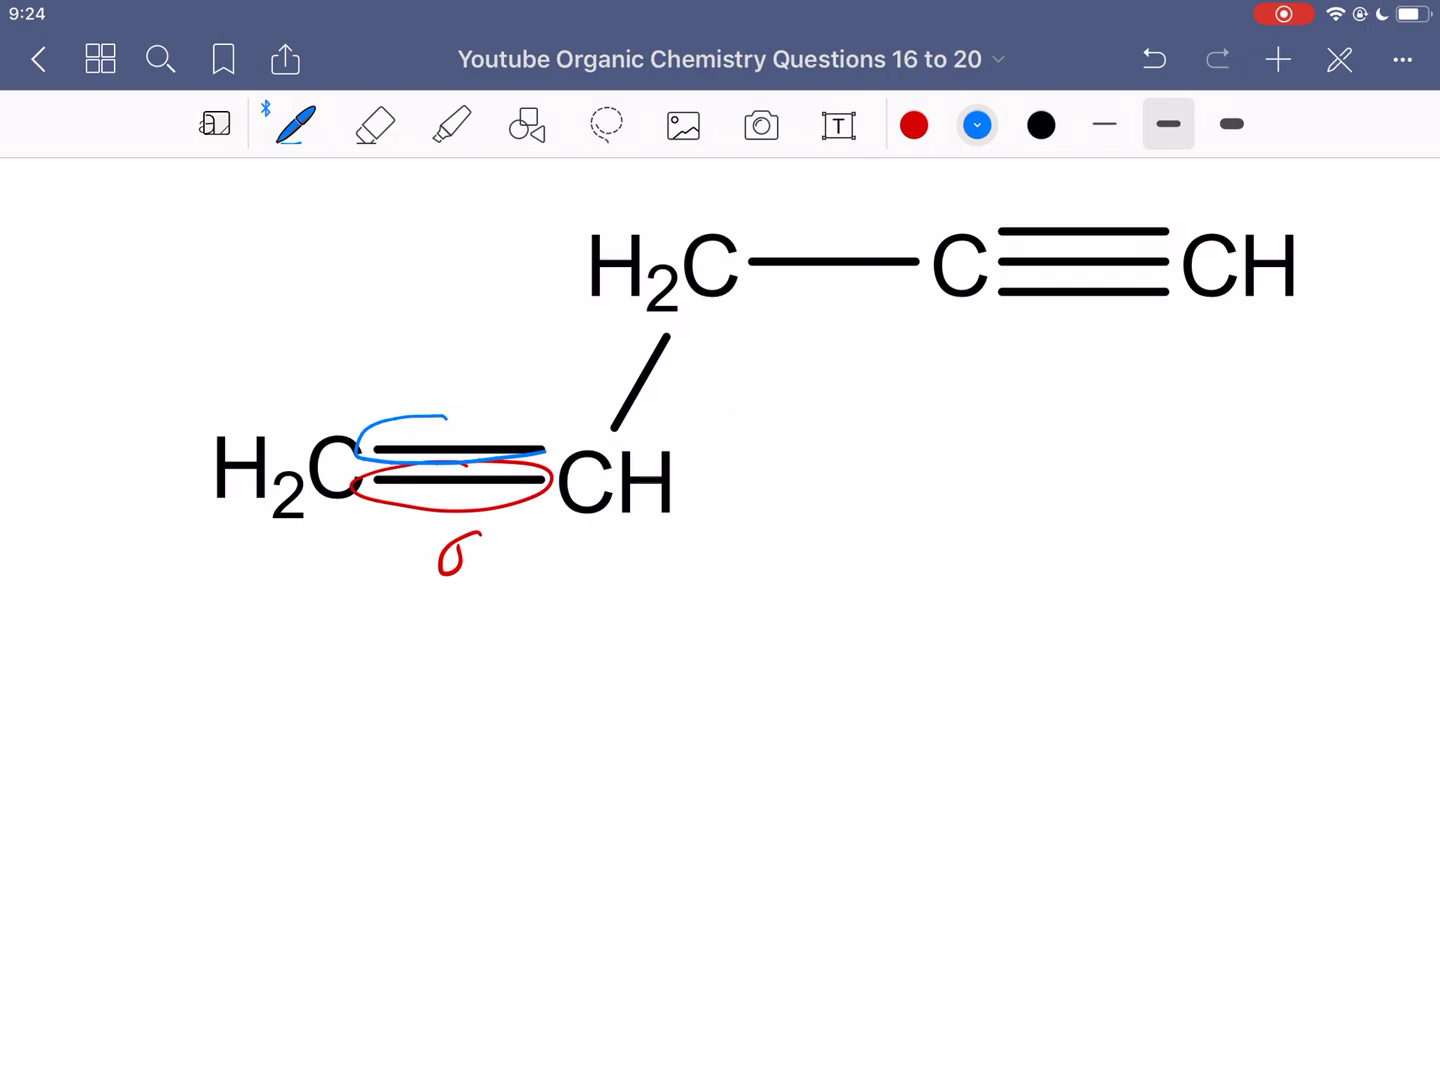 9:24
Youtube Organic Chemistry Questions 16 to 20
T
H2C — C ≡ CH
H2C = CH
σ